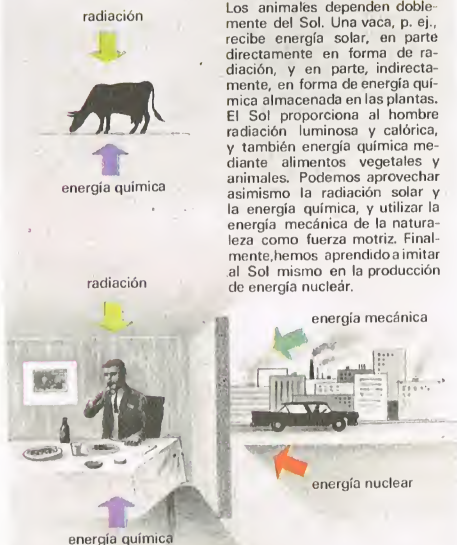 radiación
energía química
Los animales dependen doble-
mente del Sol. Una vaca, p. ej.,
recibe energía solar, en parte
directamente en forma de ra-
diación, y en parte, indirecta-
mente, en forma de energía quí-
mica almacenada en las plantas.
El Sol proporciona al hombre
radiación luminosa y calórica,
y también energía química me-
diante alimentos vegetales y
animales. Podemos aprovechar
asimismo la radiación solar y
la energía química, y utilizar la
energía mecánica de la natura-
leza como fuerza motriz. Final-
mente,hemos aprendido a imitar
al Sol mismo en la producción
de energía nucleár.
radiación
energía química
energía mecánica
energía nuclear